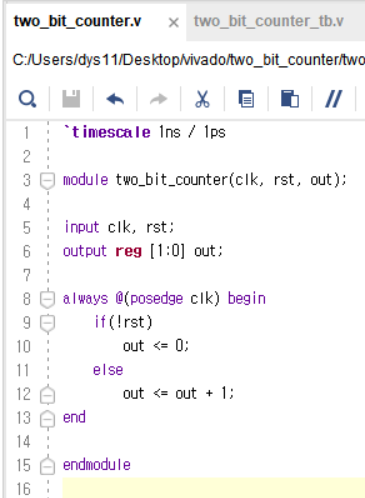 two_bit_counter.v × two_bit_counter_tb.v
C:/Users/dys11/Desktop/vivado/two_bit_counter/two
//
1 `timescale 1ns / 1ps
2
3 module two_bit_counter(clk, rst, out);
4
5 input clk, rst;
6 output reg [1:0] out;
7
8 always @(posedge clk) begin
9 if(!rst)
10 out <= 0;
11 else
12 out <= out + 1;
13 end
14
15 endmodule
16